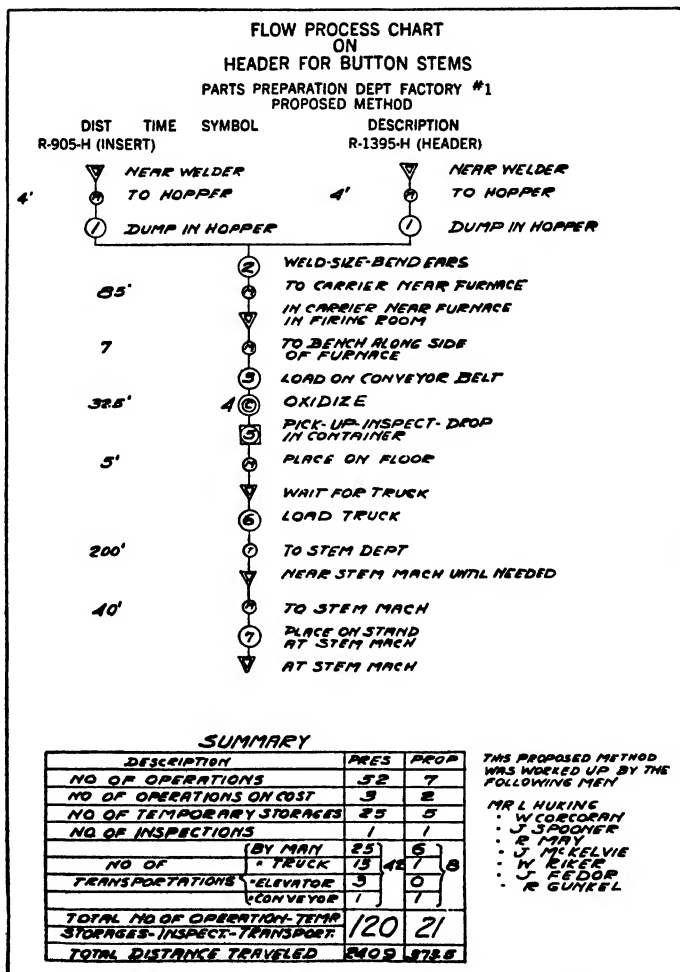 FLOW PROCESS CHART
ON
HEADER FOR BUTTON STEMS
PARTS PREPARATION DEPT FACTORY #1
PROPOSED METHOD
DIST TIME SYMBOL DESCRIPTION
R-905-H (INSERT) R-1395-H (HEADER)
NEAR WELDER NEAR WELDER
4' M TO HOPPER 4' M TO HOPPER
1 DUMP IN HOPPER 1 DUMP IN HOPPER
2 WELD-SIZE-BEND EARS
85' M TO CARRIER NEAR FURNACE
IN CARRIER NEAR FURNACE
IN FIRING ROOM
7 M TO BENCH ALONG SIDE
OF FURNACE
3 LOAD ON CONVEYOR BELT
32.5' 4 C OXIDIZE
5 PICK-UP-INSPECT-DROP
IN CONTAINER
5' M PLACE ON FLOOR
WAIT FOR TRUCK
6 LOAD TRUCK
200' T TO STEM DEPT
NEAR STEM MACH UNTIL NEEDED
40' M TO STEM MACH
7 PLACE ON STAND
AT STEM MACH
AT STEM MACH
SUMMARY
DESCRIPTION PRES PROP
NO OF OPERATIONS 52 7
NO OF OPERATIONS ON COST 3 2
NO OF TEMPORARY STORAGES 25 5
NO. OF INSPECTIONS 1 1
NO OF TRANSPORTATIONS BY MAN 25 6
" TRUCK 13 1
" ELEVATOR 3 0
" CONVEYOR 1 1
42 8
TOTAL NO OF OPERATION-TEMP
STORAGES-INSPECT-TRANSPORT. 120 21
TOTAL DISTANCE TRAVELED 2409 373.5
THIS PROPOSED METHOD
WAS WORKED UP BY THE
FOLLOWING MEN
MR L HUKING
" W CORCORAN
" J SPOONER
" R MAY
" J MCKELVIE
" W RIKER
" J FEDOR
" R GUNKEL